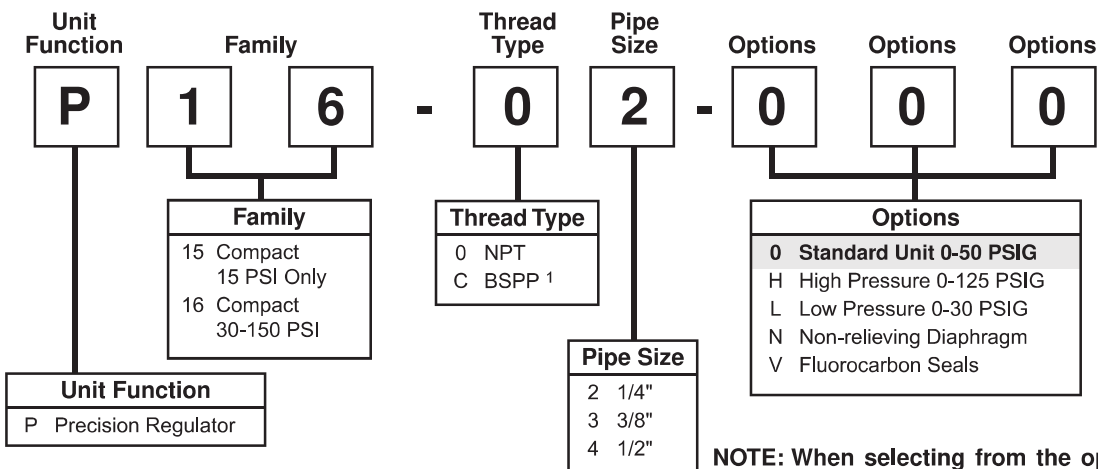 Unit Function
Family
Thread Type
Pipe Size
Options
Options
Options
P 1 6 - 0 2 - 0 0 0
Family
15 Compact
15 PSI Only
16 Compact
30-150 PSI
Thread Type
0 NPT
C BSPP 1
Options
0 Standard Unit 0-50 PSIG
H High Pressure 0-125 PSIG
L Low Pressure 0-30 PSIG
N Non-relieving Diaphragm
V Fluorocarbon Seals
Unit Function
P Precision Regulator
Pipe Size
2 1/4"
3 3/8"
4 1/2"
NOTE: When selecting from the